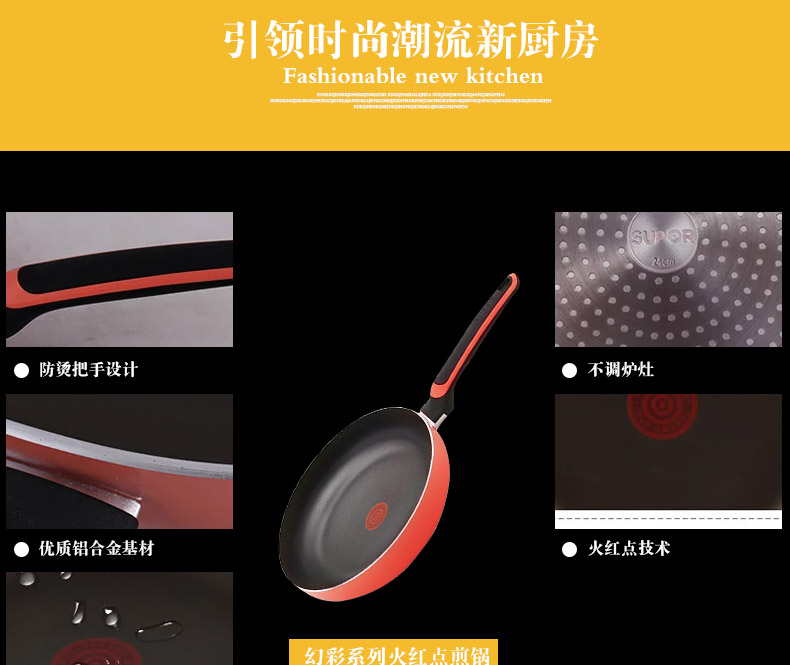 引领时尚潮流新厨房
Fashionable new kitchen
SUPOR
24cm
防烫把手设计
不调炉灶
优质铝合金基材
火红点技术
幻彩系列火红点煎锅